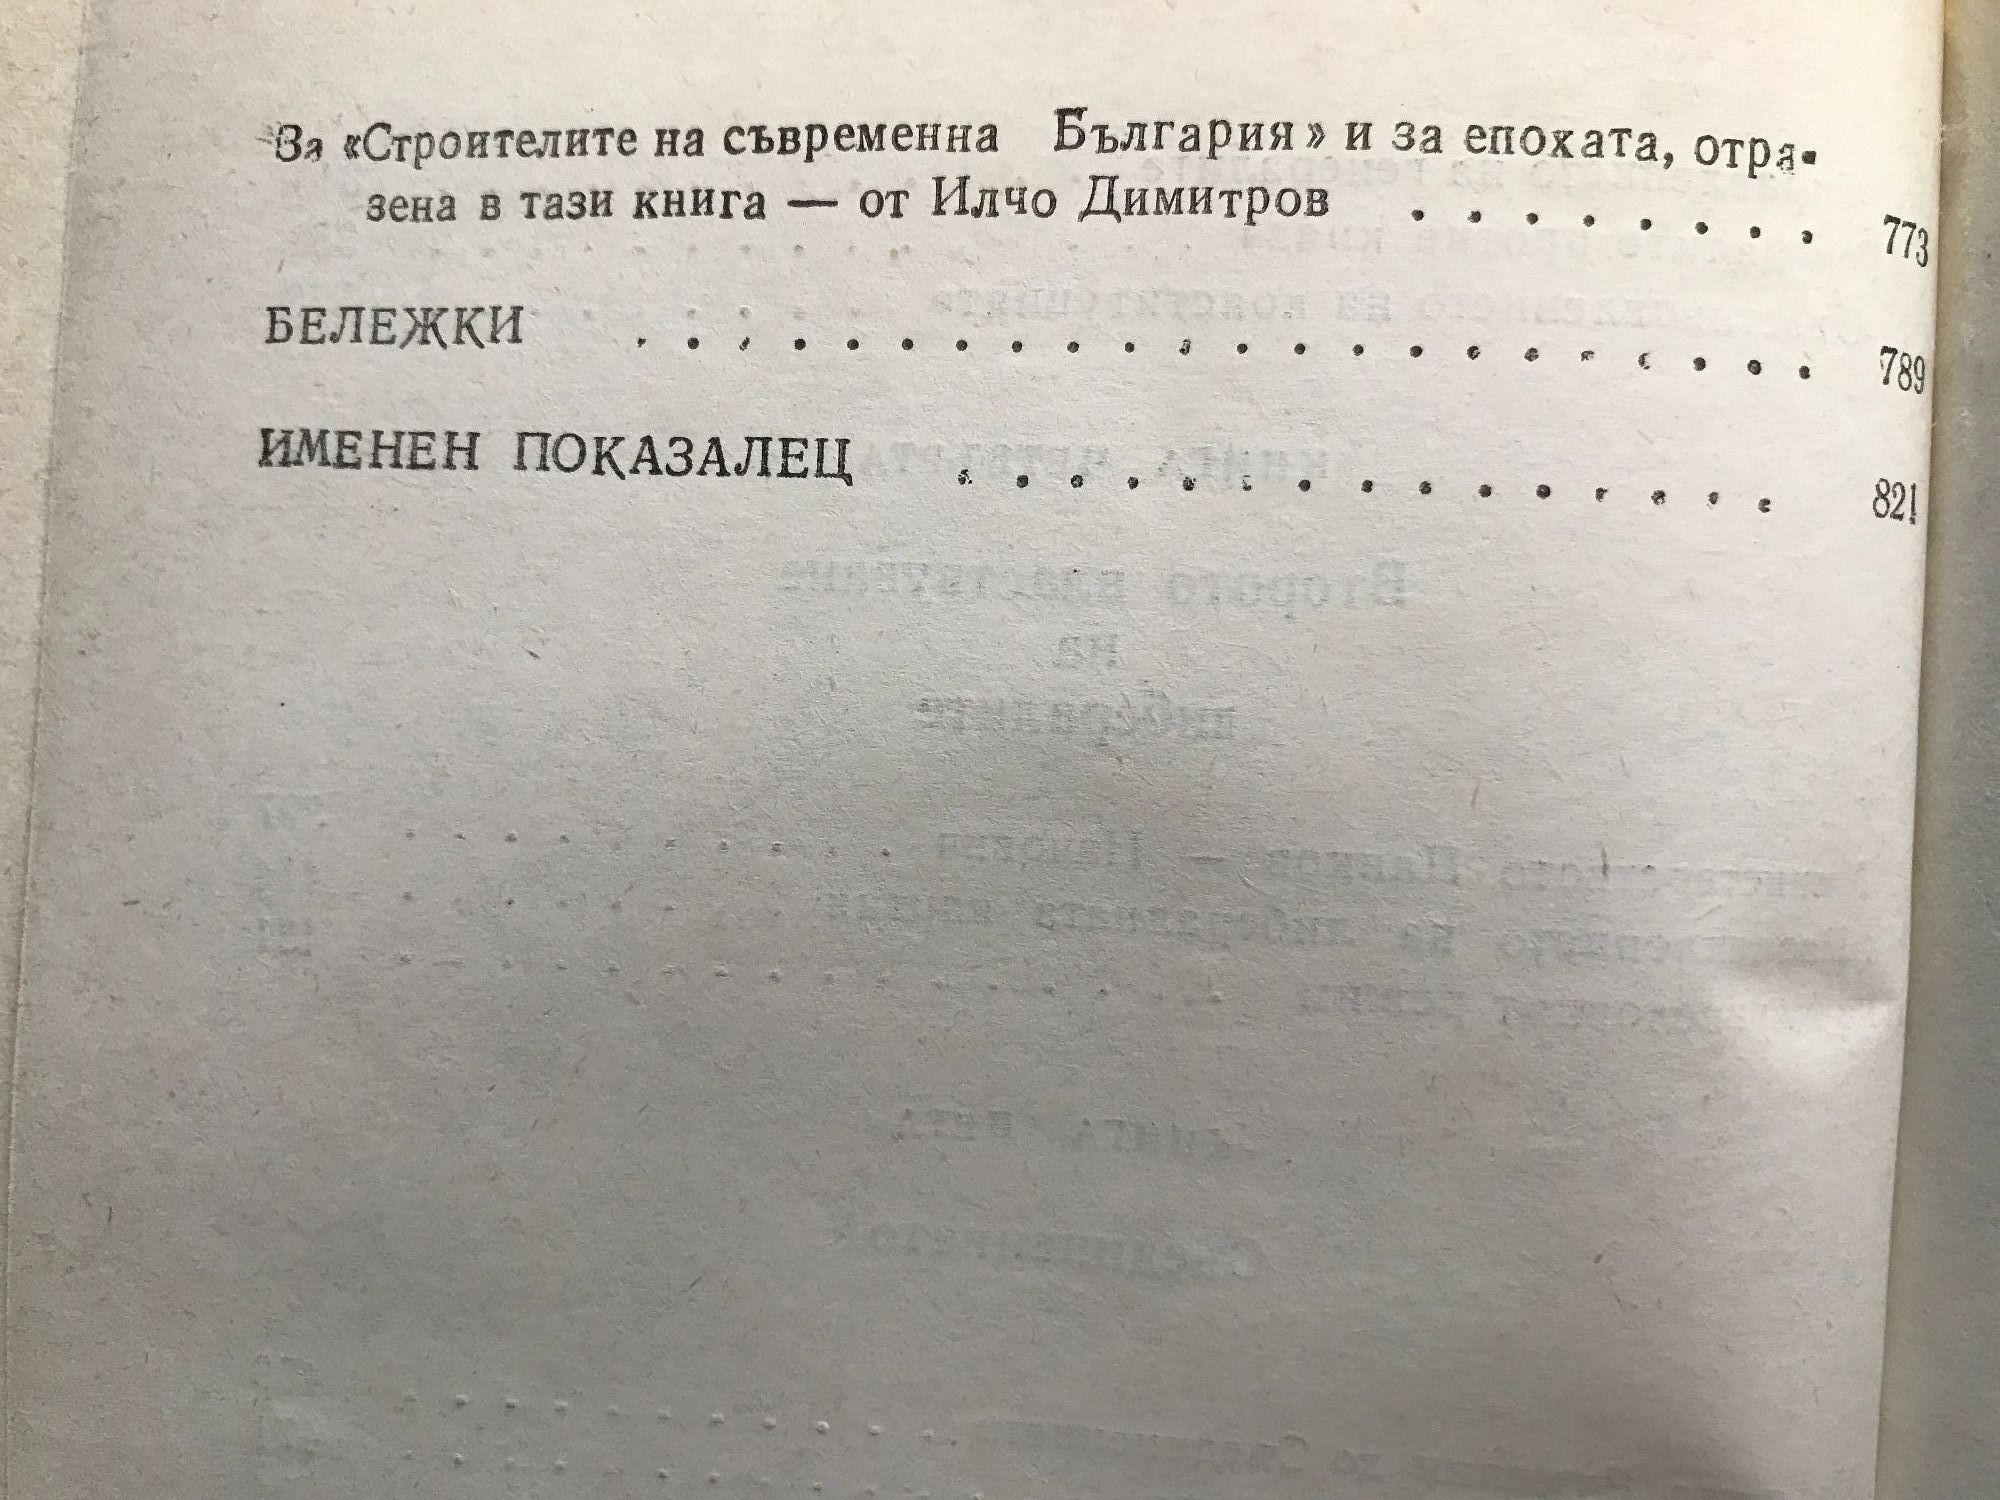 За «Строителите на съвременна България» и за епохата, отра-
зена в тази книга — от Илчо Димитров . . . . . . . . 773
БЕЛЕЖКИ . . . . . . . . . . . . . . . . . . . . . . 789
ИМЕНЕН ПОКАЗАЛЕЦ . . . . . . . . . . . . . . . 821